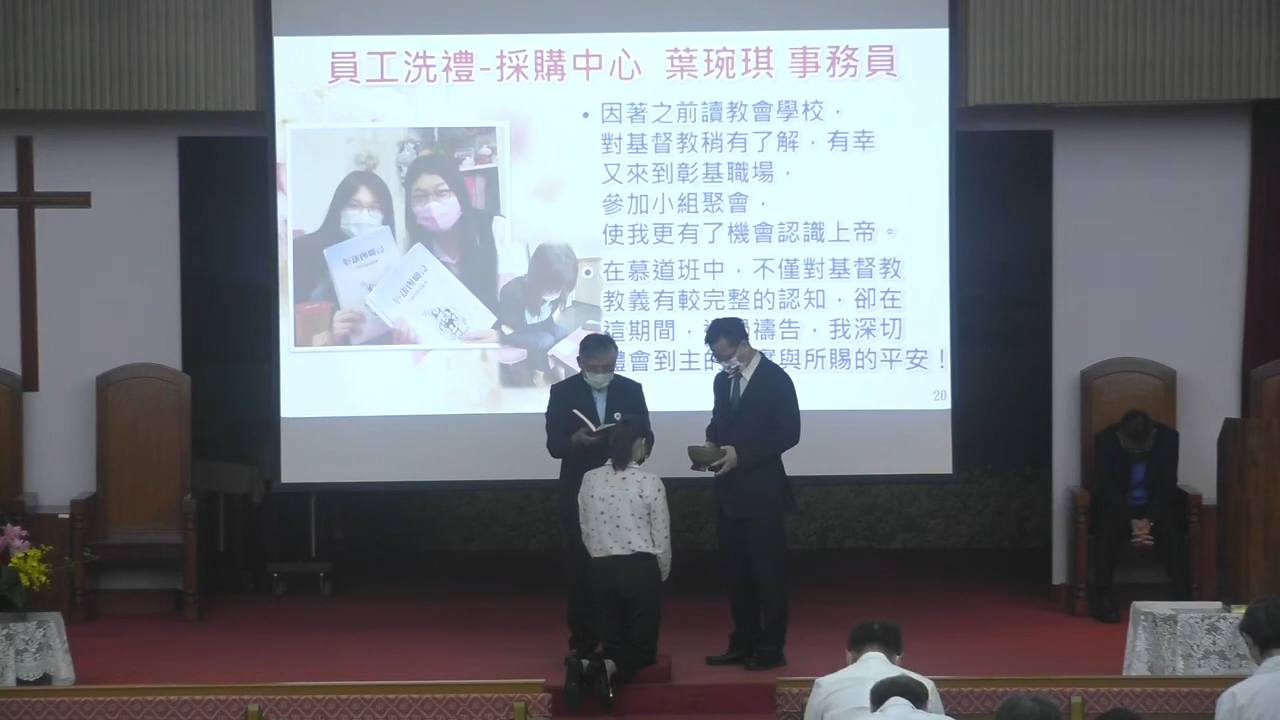 員工洗禮-採購中心 葉琬琪 事務員
• 因著之前讀教會學校，
對基督教稍有了解，有幸
又來到彰基職場，
參加小組聚會，
使我更有了機會認識上帝。
• 在慕道班中，不僅對基督教
教義有較完整的認知，卻在
這期間，禱告，我深切
體會到主的與所賜的平安！
20